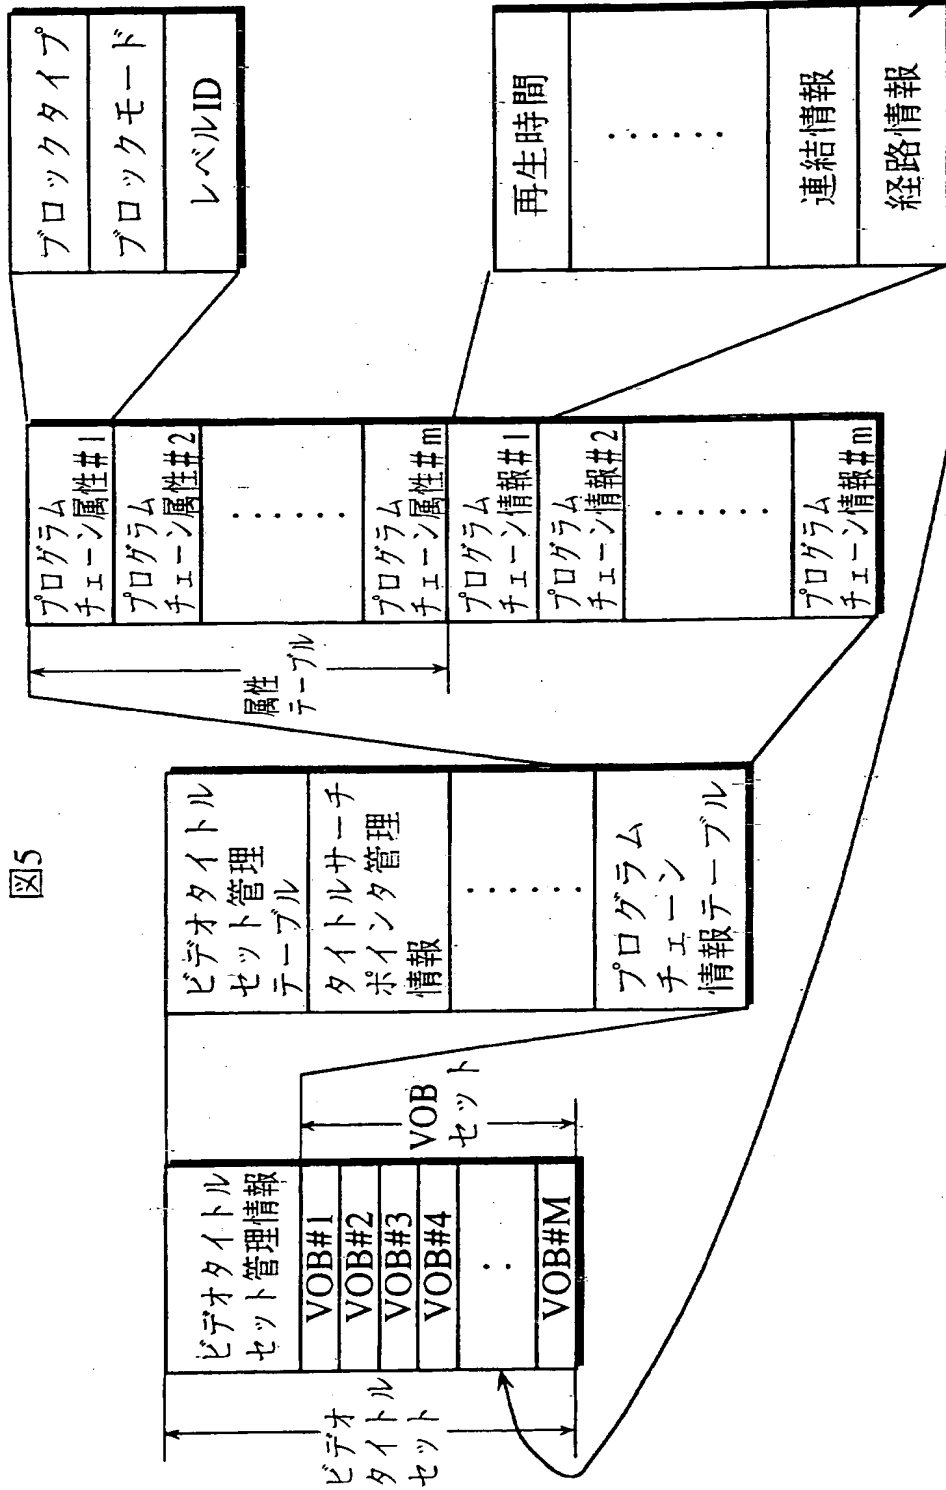 図5
ビデオ
タイトル
セット
ビデオタイトル
セット管理情報
VOB#1
VOB#2
VOB#3
VOB#4
VOB#M
VOB
セット
ビデオタイトル
セット管理
テーブル
タイトルサーチ
ポインタ管理
情報
プログラム
チェーン
情報テーブル
属性
テーブル
プログラム
チェーン属性#1
プログラム
チェーン属性#2
プログラム
チェーン属性#m
プログラム
チェーン情報#1
プログラム
チェーン情報#2
プログラム
チェーン情報#m
ブロックタイプ
ブロックモード
レベルID
再生時間
連結情報
経路情報